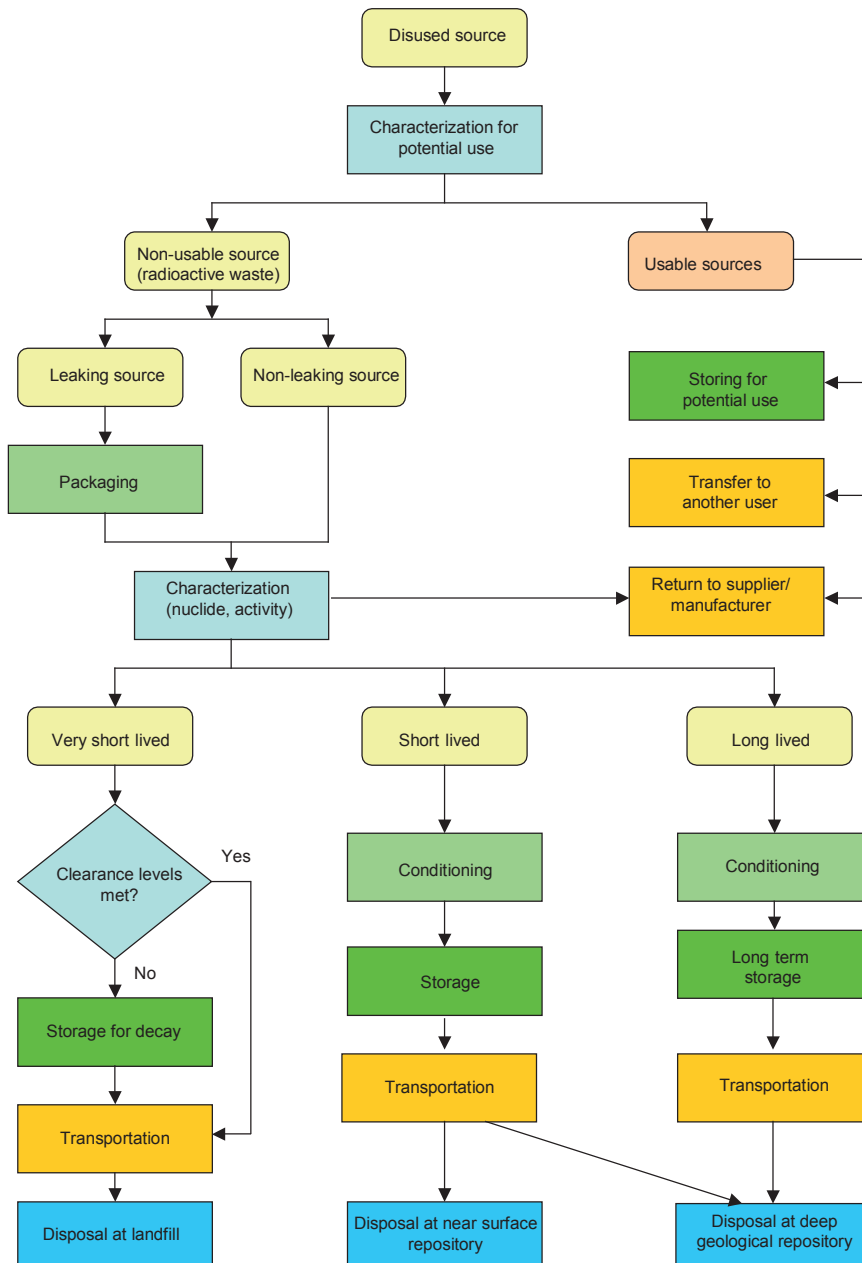 Disused source
Characterization for
potential use
Non-usable source
(radioactive waste)
Usable sources
Leaking source
Non-leaking source
Storing for
potential use
Packaging
Transfer to
another user
Characterization
(nuclide, activity)
Return to supplier/
manufacturer
Very short lived
Short lived
Long lived
Clearance levels
met?
Yes
No
Conditioning
Conditioning
Storage for decay
Storage
Long term
storage
Transportation
Transportation
Transportation
Disposal at landfill
Disposal at near surface
repository
Disposal at deep
geological repository